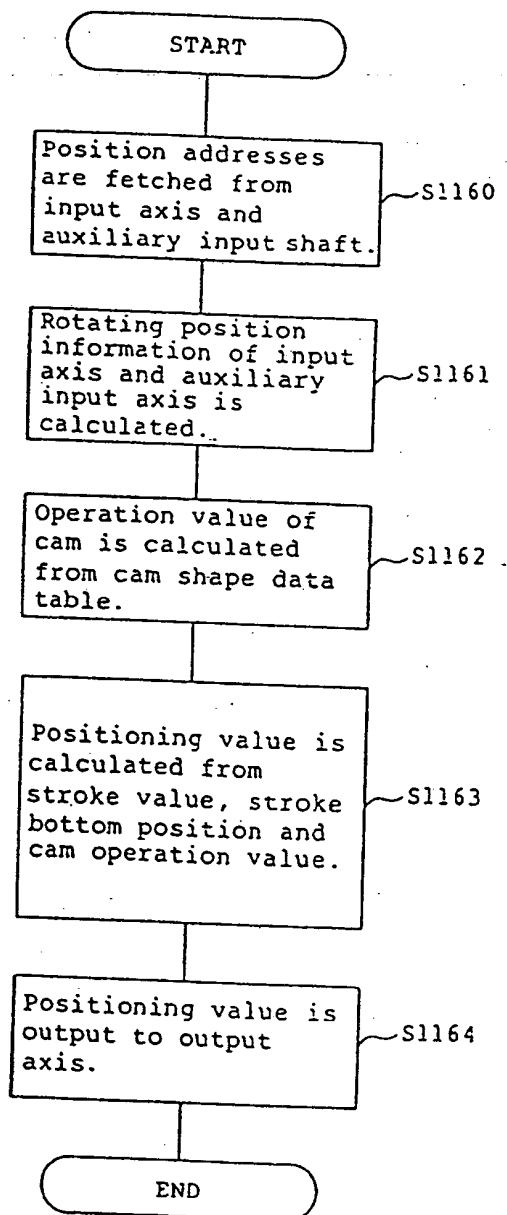 START
Position addresses
are fetched from
input axis and
auxiliary input shaft.
S1160
Rotating position
information of input
axis and auxiliary
input axis is
calculated.
S1161
Operation value of
cam is calculated
from cam shape data
table.
S1162
Positioning value is
calculated from
stroke value, stroke
bottom position and
cam operation value.
S1163
Positioning value is
output to output
axis.
S1164
END